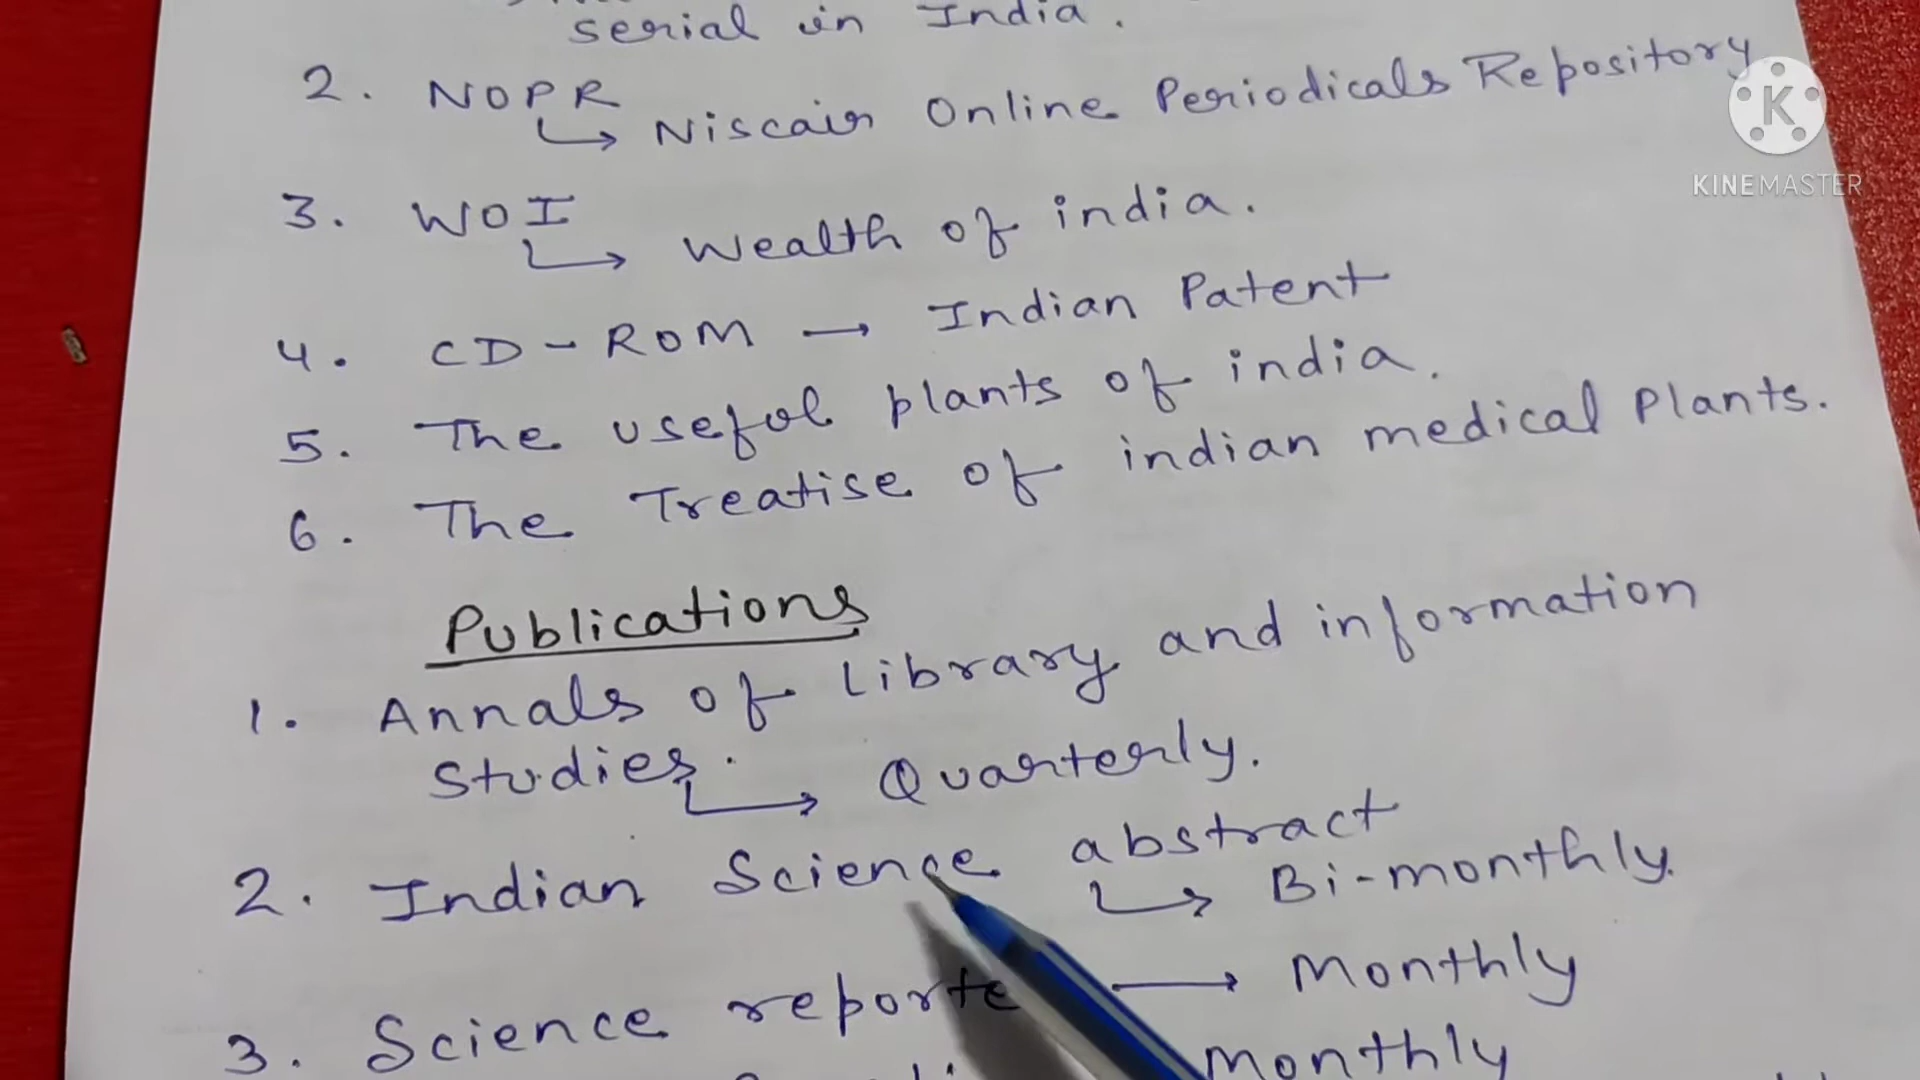 serial in India.
2. NOPR
↳ Niscair Online Periodicals Repository
3. WOI
↳ Wealth of india.
4. CD-ROM → Indian Patent
5. The useful plants of india.
6. The Treatise of indian medical Plants.
Publications
1. Annals of Library and information
Studies. ↳ Quarterly.
2. Indian Science abstract
↳ Bi-monthly.
3. Science reporte → Monthly
Monthly
K
KINEMASTER